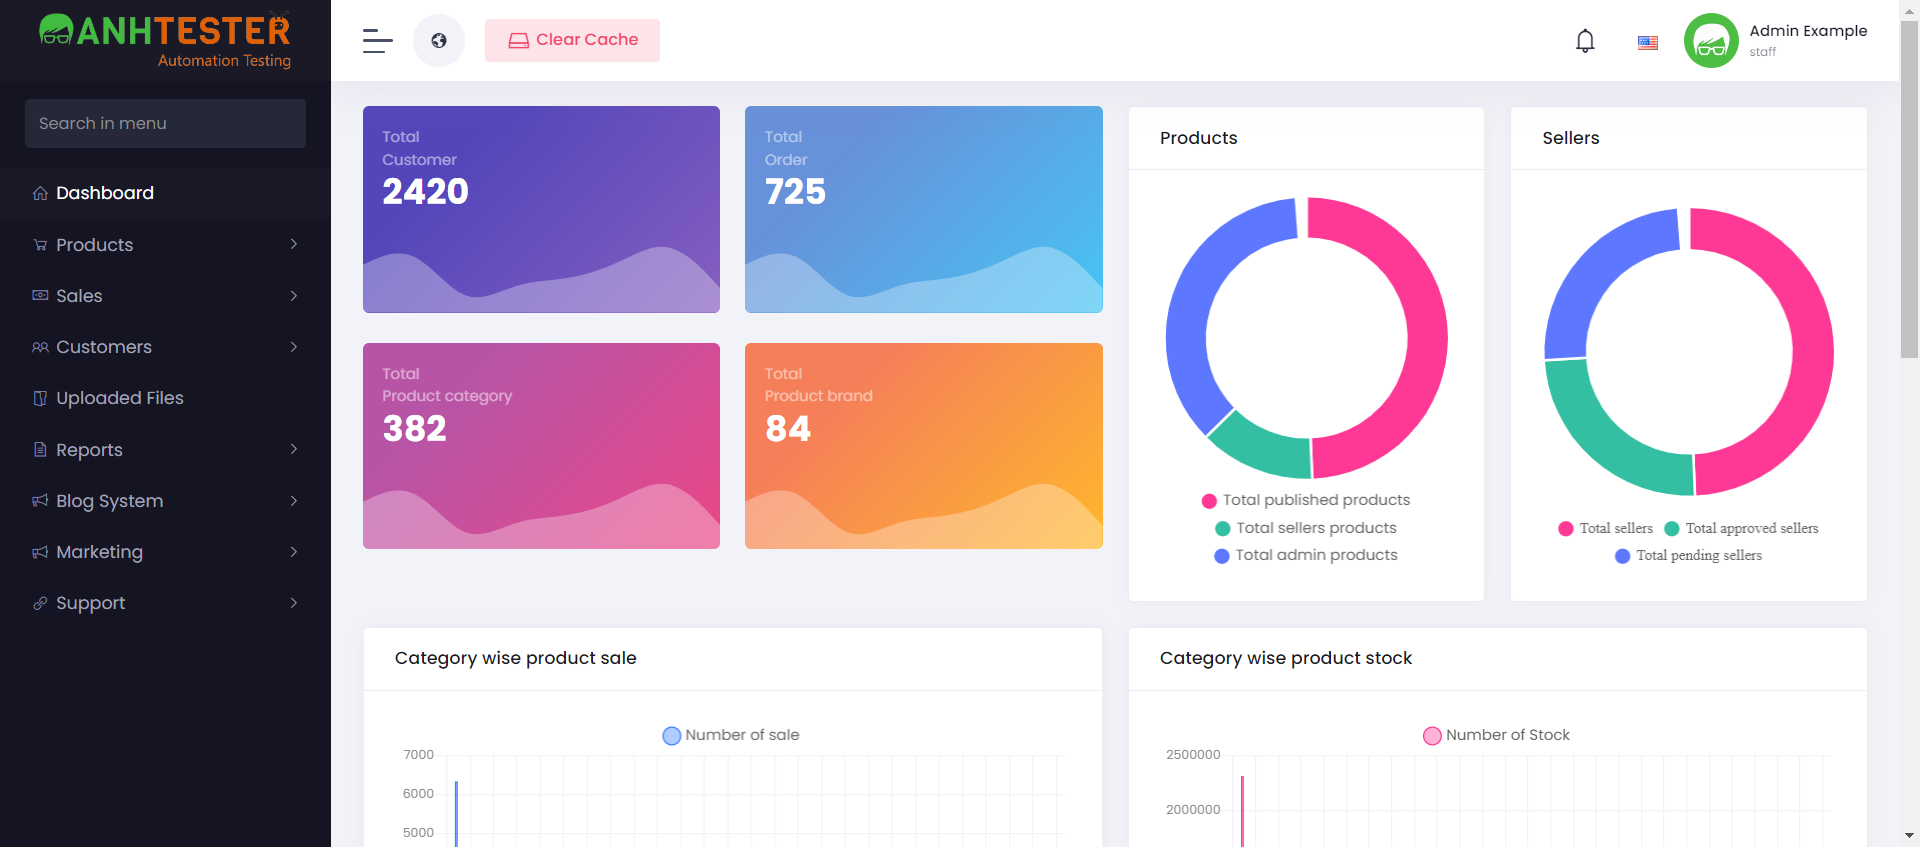 ANHTESTER
Automation Testing
Search in menu
Dashboard
Products
Sales
Customers
Uploaded Files
Reports
Blog System
Marketing
Support
Clear Cache
Admin Example
staff
Total
Customer
2420
Total
Order
725
Total
Product category
382
Total
Product brand
84
Products
Total published products
Total sellers products
Total admin products
Sellers
Total sellers Total approved sellers
Total pending sellers
Category wise product sale
Number of sale
7000
6000
5000
Category wise product stock
Number of Stock
2500000
2000000